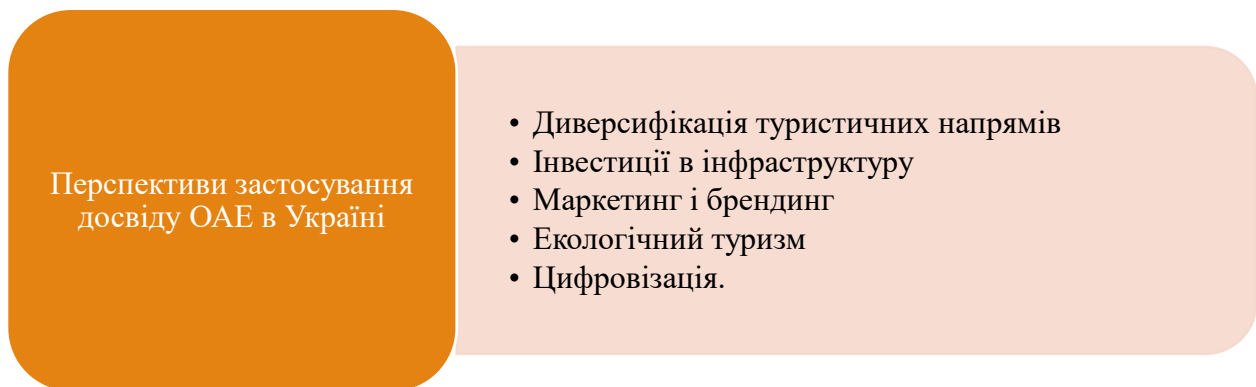 Перспективи застосування
досвіду ОАЕ в Україні
• Диверсифікація туристичних напрямів
• Інвестиції в інфраструктуру
• Маркетинг і брендинг
• Екологічний туризм
• Цифровізація.